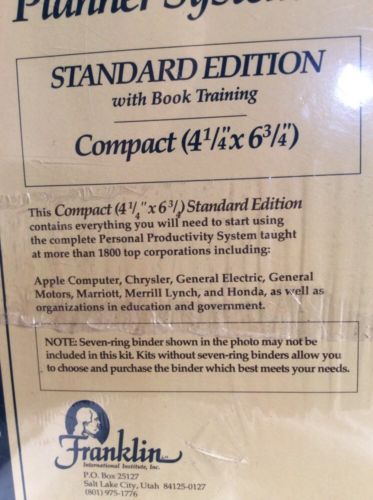 Planner System
STANDARD EDITION
with Book Training
Compact (4¼"x 6¾")
This Compact (4¼" x 6¾) Standard Edition
contains everything you will need to start using
the complete Personal Productivity System taught
at more than 1800 top corporations including:
Apple Computer, Chrysler, General Electric, General
Motors, Marriott, Merrill Lynch, and Honda, as well as
organizations in education and government.
NOTE: Seven-ring binder shown in the photo may not be
included in this kit. Kits without seven-ring binders allow you
to choose and purchase the binder which best meets your needs.
Franklin
International Institute, Inc.
P.O. Box 25127
Salt Lake City, Utah 84125-0127
(801) 975-1776